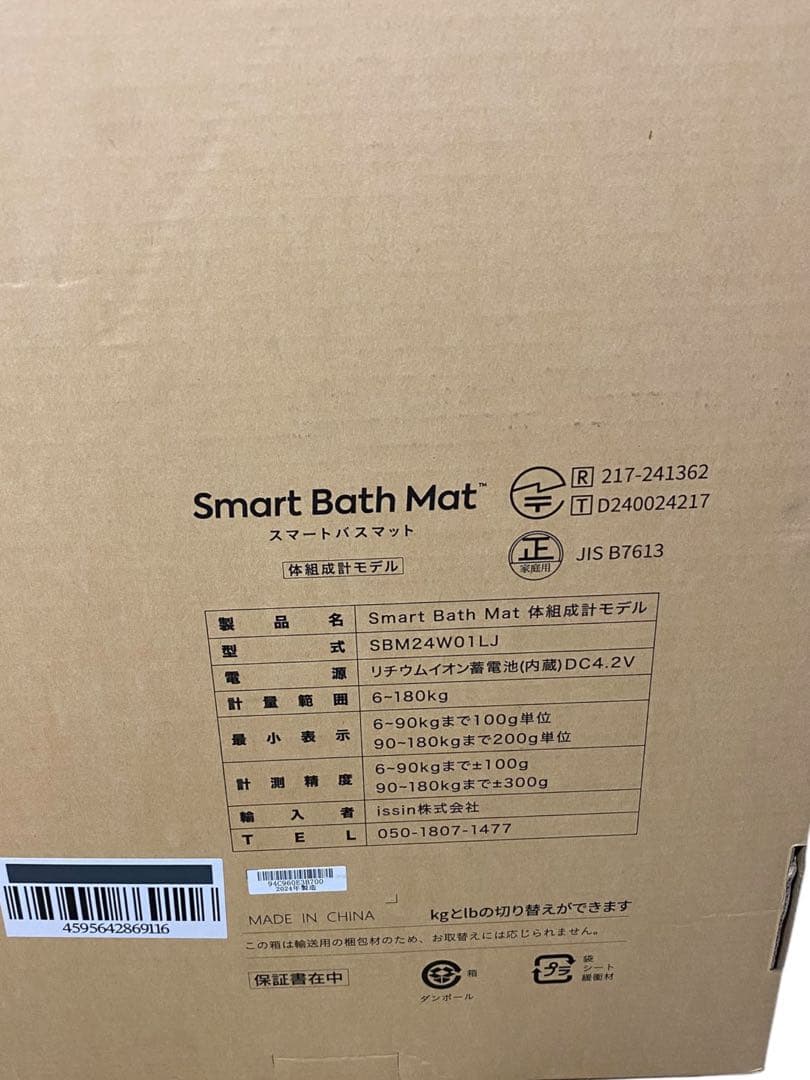 Smart Bath Mat™
スマートバスマット
体組成計モデル
R 217-241362
T D240024217
正
家庭用
JIS B7613
製品名 Smart Bath Mat 体組成計モデル
型式 SBM24W01LJ
電源 リチウムイオン蓄電池(内蔵)DC4.2V
計量範囲 6~180kg
最小表示 6~90kgまで100g単位
90~180kgまで200g単位
計測精度 6~90kgまで±100g
90~180kgまで±300g
輸入者 issin株式会社
TEL 050-1807-1477
94C960E3B700
2024年製造
4595642869116
MADE IN CHINA
kgとlbの切り替えができます
この箱は輸送用の梱包材のため、お取替えには応じられません。
保証書在中
箱
ダンボール
プラ
袋
シート
緩衝材